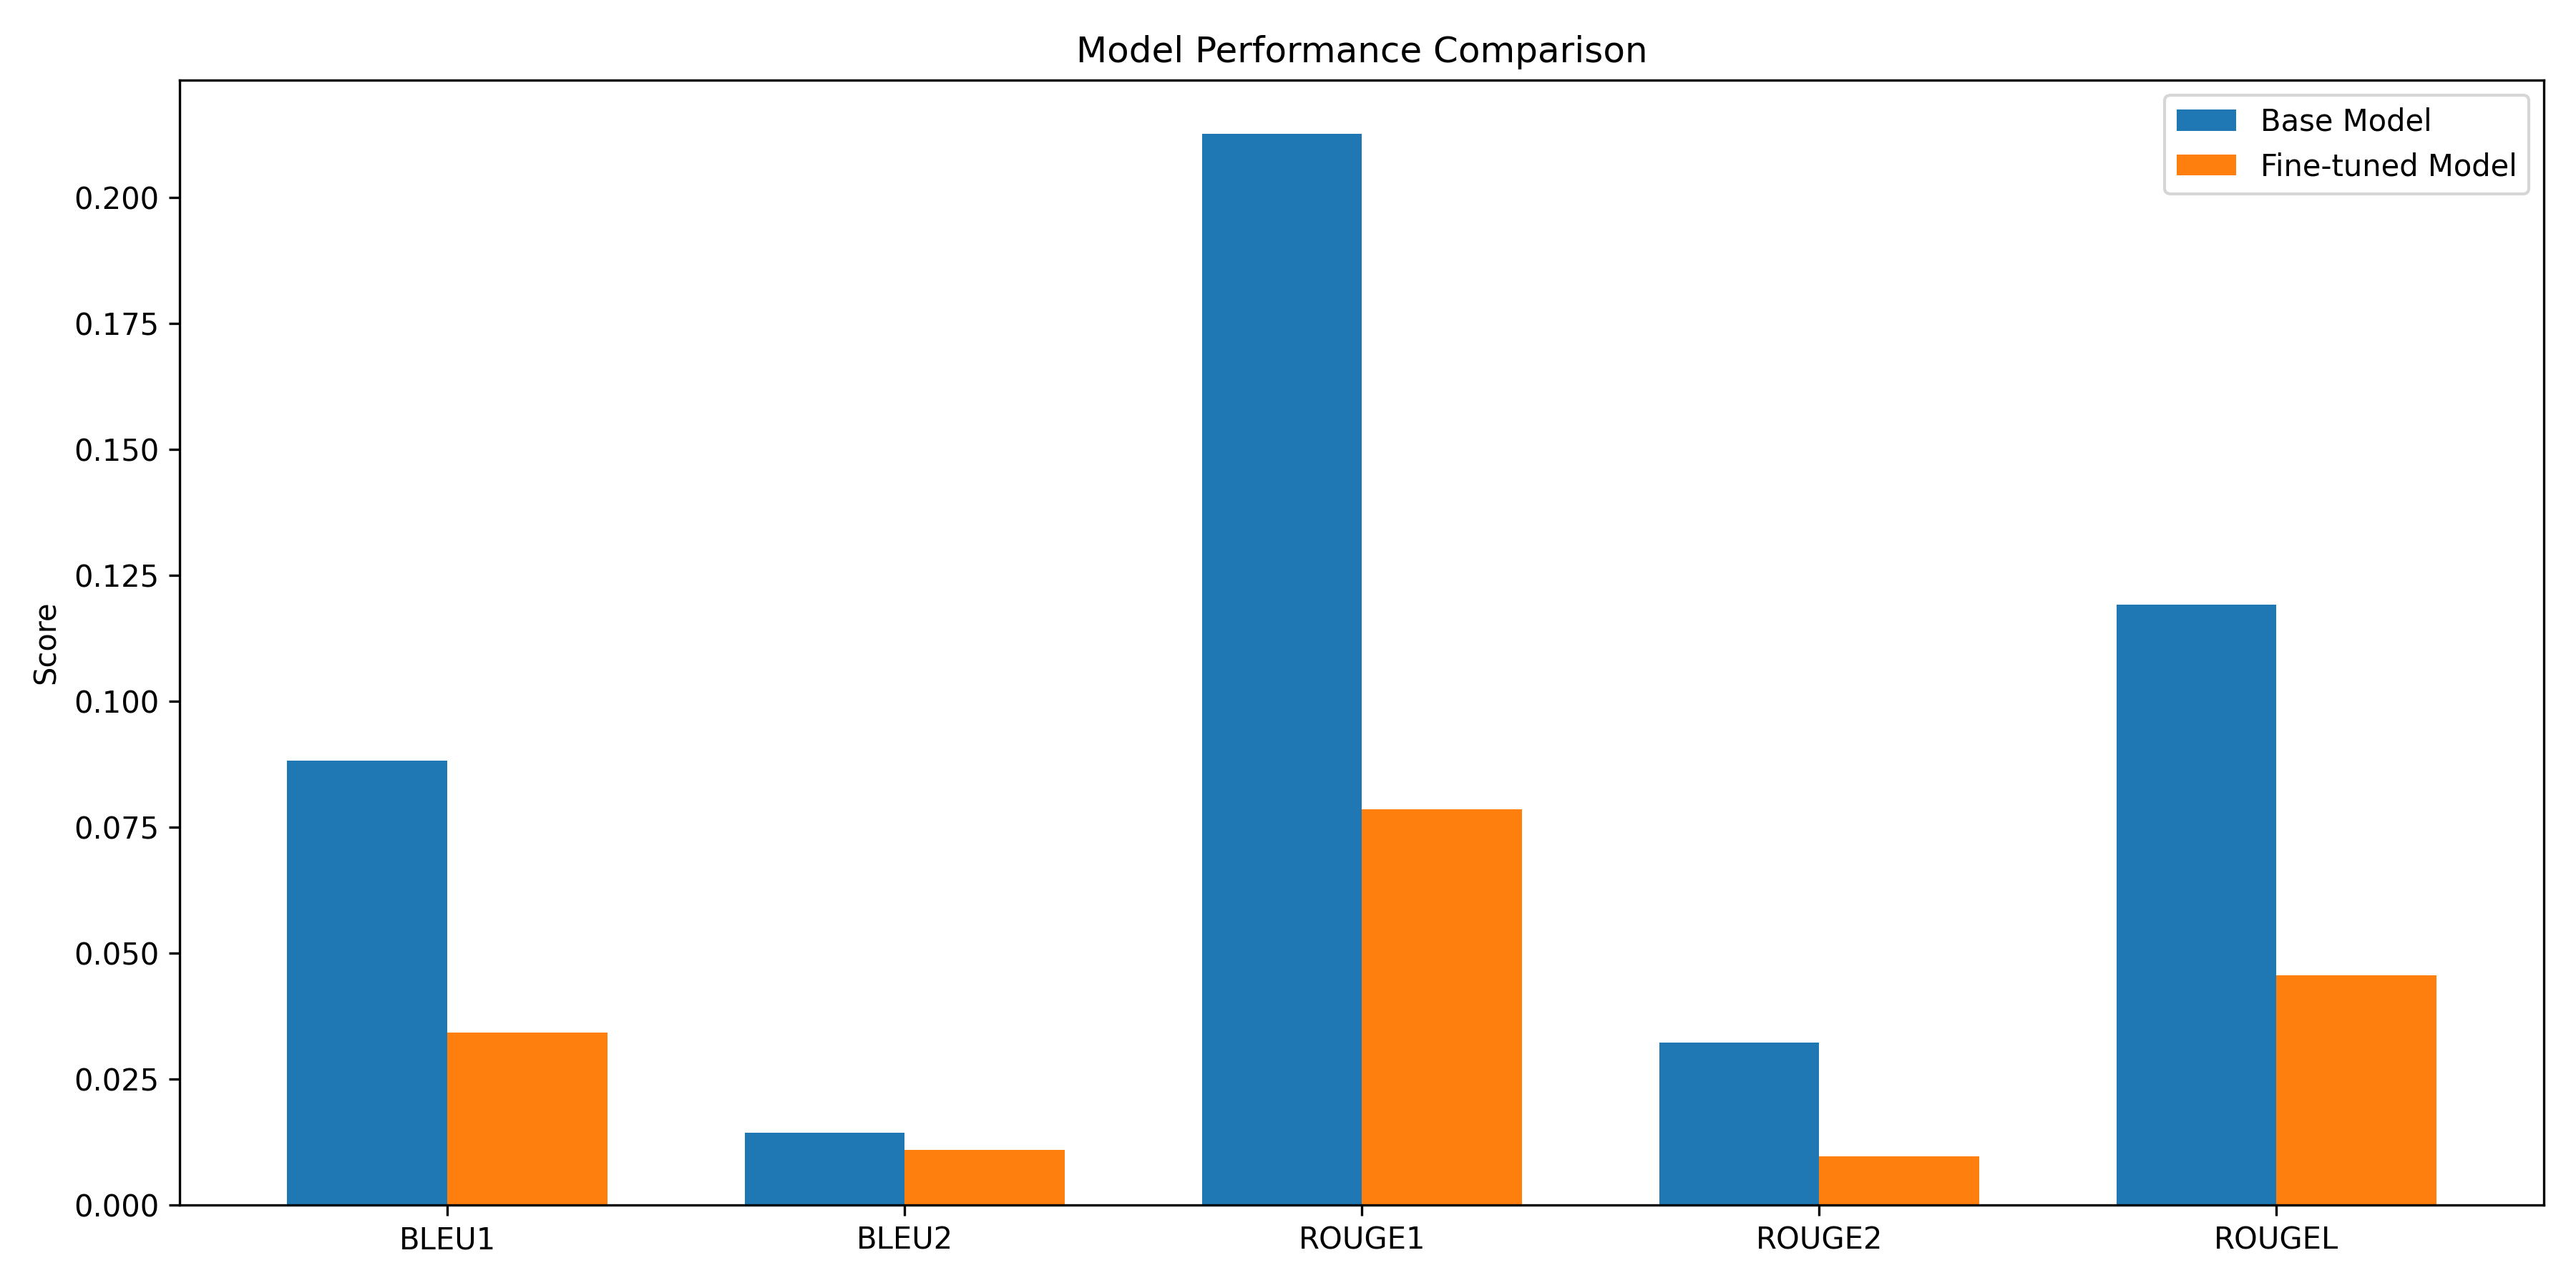 Model Performance Comparison
Base Model
Fine-tuned Model
Score
0.200
0.175
0.150
0.125
0.100
0.075
0.050
0.025
0.000
BLEU1 BLEU2 ROUGE1 ROUGE2 ROUGEL